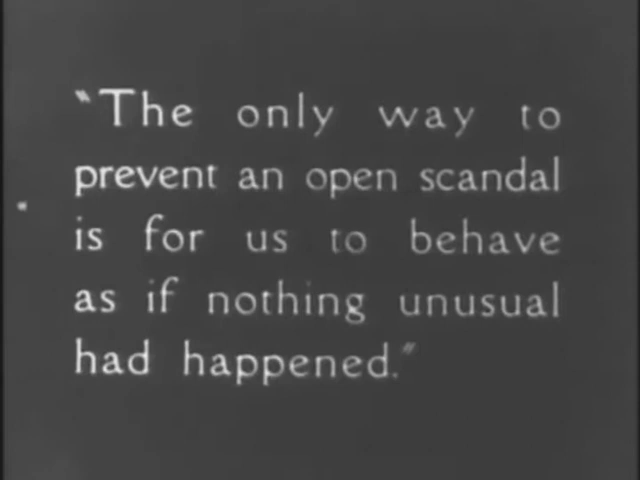 "The only way to
prevent an open scandal
is for us to behave
as if nothing unusual
had happened."